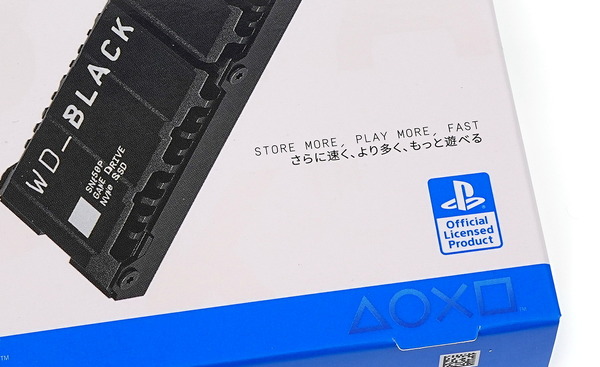 WD_BLACK
SN850P
GAME DRIVE
NVMe SSD
STORE MORE, PLAY MORE, FAST
さらに速く、より多く、もっと遊べる
Official
Licensed
Product
TM